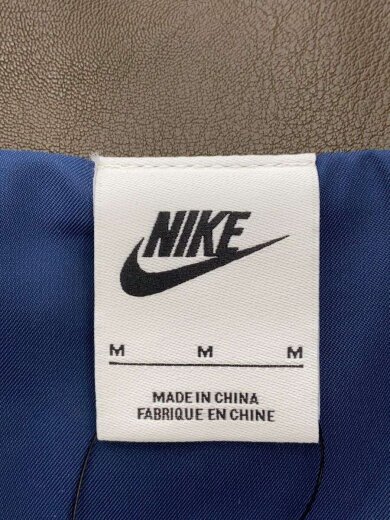 NIKE
M M M
MADE IN CHINA
FABRIQUE EN CHINE